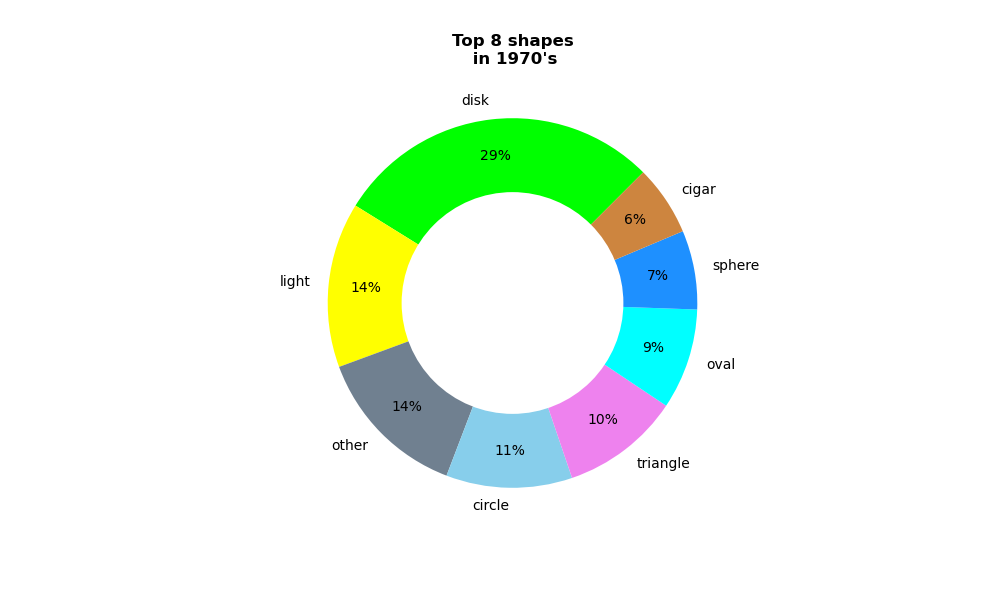 Top 8 shapes
in 1970's
disk
29%
cigar
6%
sphere
7%
light
14%
oval
9%
other
14%
triangle
10%
circle
11%